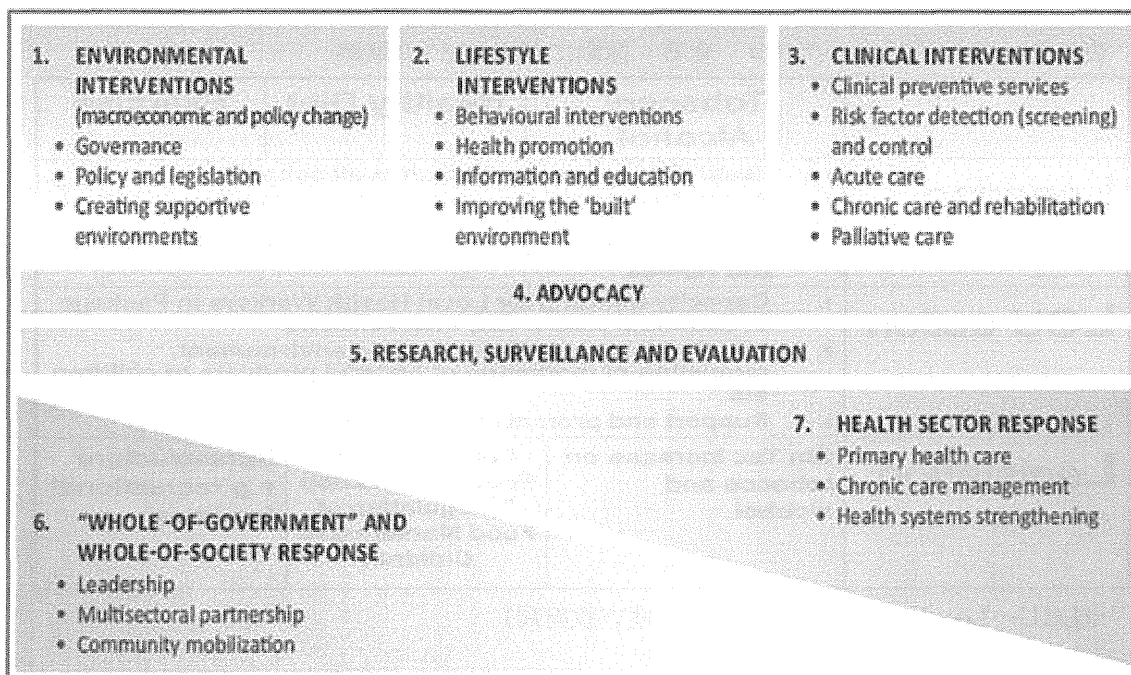 1. ENVIRONMENTAL
INTERVENTIONS
(macroeconomic and policy change)
• Governance
• Policy and legislation
• Creating supportive
environments
2. LIFESTYLE
INTERVENTIONS
• Behavioural interventions
• Health promotion
• Information and education
• Improving the 'built'
environment
3. CLINICAL INTERVENTIONS
• Clinical preventive services
• Risk factor detection (screening)
and control
• Acute care
• Chronic care and rehabilitation
• Palliative care
4. ADVOCACY
5. RESEARCH, SURVEILLANCE AND EVALUATION
7. HEALTH SECTOR RESPONSE
• Primary health care
• Chronic care management
• Health systems strengthening
6. "WHOLE -OF-GOVERNMENT" AND
WHOLE-OF-SOCIETY RESPONSE
• Leadership
• Multisectoral partnership
• Community mobilization